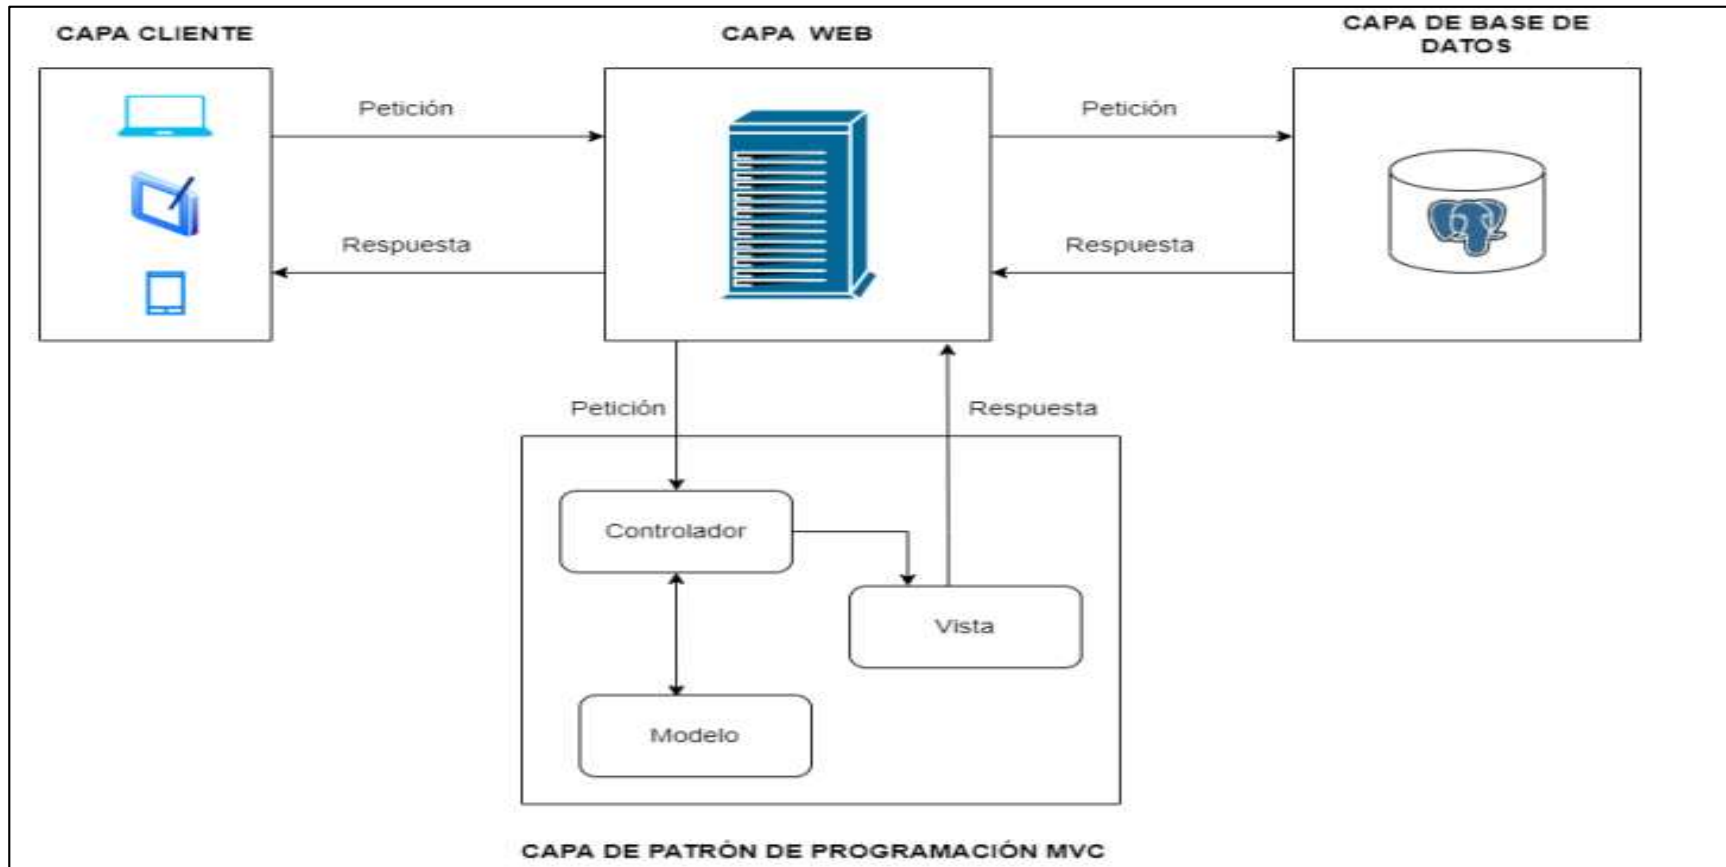 CAPA CLIENTE
CAPA WEB
CAPA DE BASE DE
DATOS
Petición
Petición
Respuesta
Respuesta
Petición
Respuesta
Controlador
Vista
Modelo
CAPA DE PATRÓN DE PROGRAMACIÓN MVC